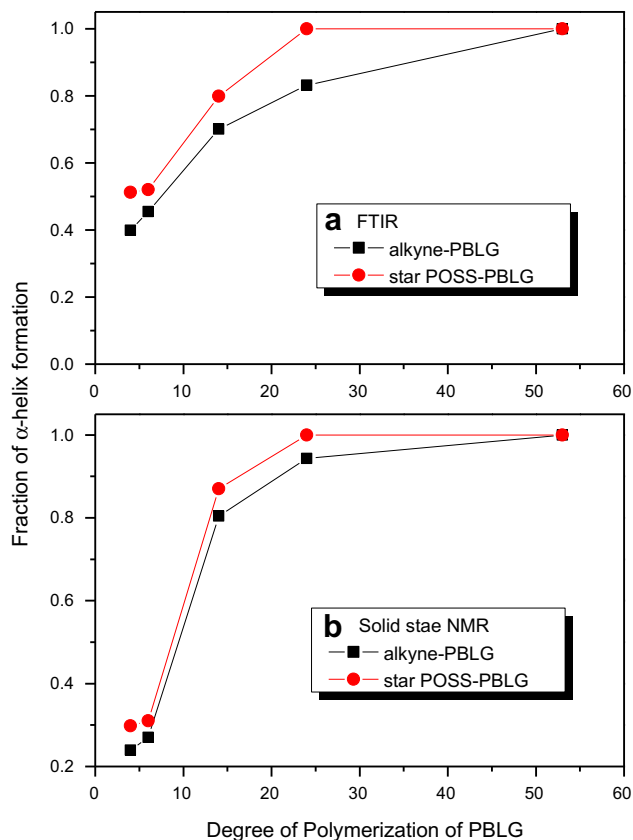 1.0
0.8
0.6
0.4
0.2
0.0
a FTIR
alkyne-PBLG
star POSS-PBLG
0 10 20 30 40 50 60
Fraction of α-helix formation
1.0
0.8
0.6
0.4
0.2
b Solid stae NMR
alkyne-PBLG
star POSS-PBLG
0 10 20 30 40 50 60
Degree of Polymerization of PBLG